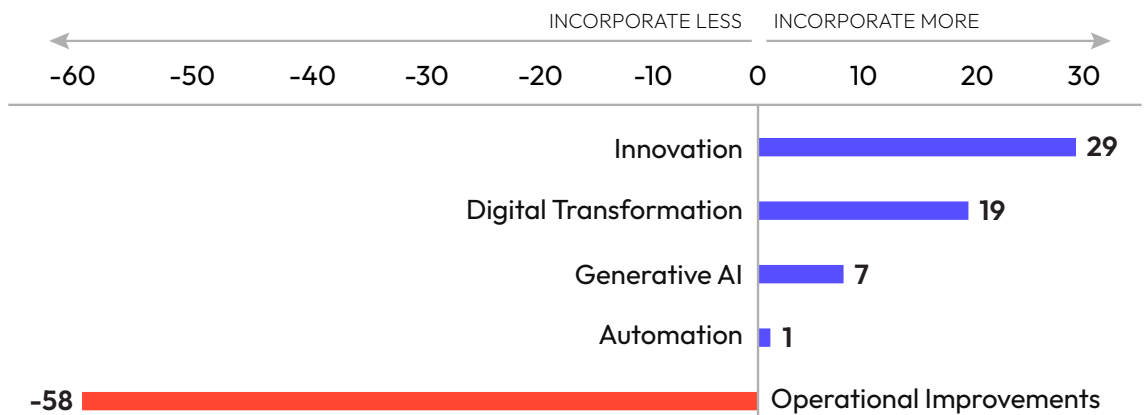 INCORPORATE LESS INCORPORATE MORE
-60 -50 -40 -30 -20 -10 0 10 20 30
Innovation 29
Digital Transformation 19
Generative AI 7
Automation 1
-58 Operational Improvements